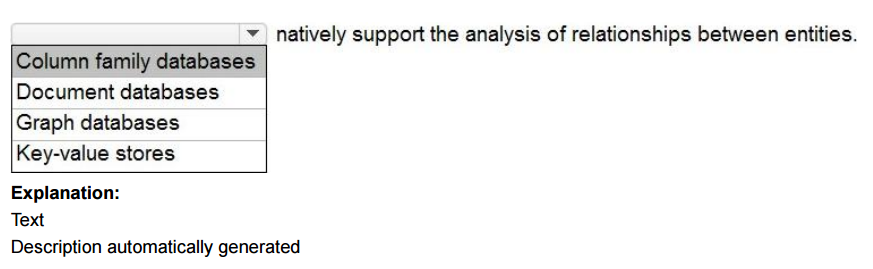 natively support the analysis of relationships between entities.
Column family databases
Document databases
Graph databases
Key-value stores
Explanation:
Text
Description automatically generated